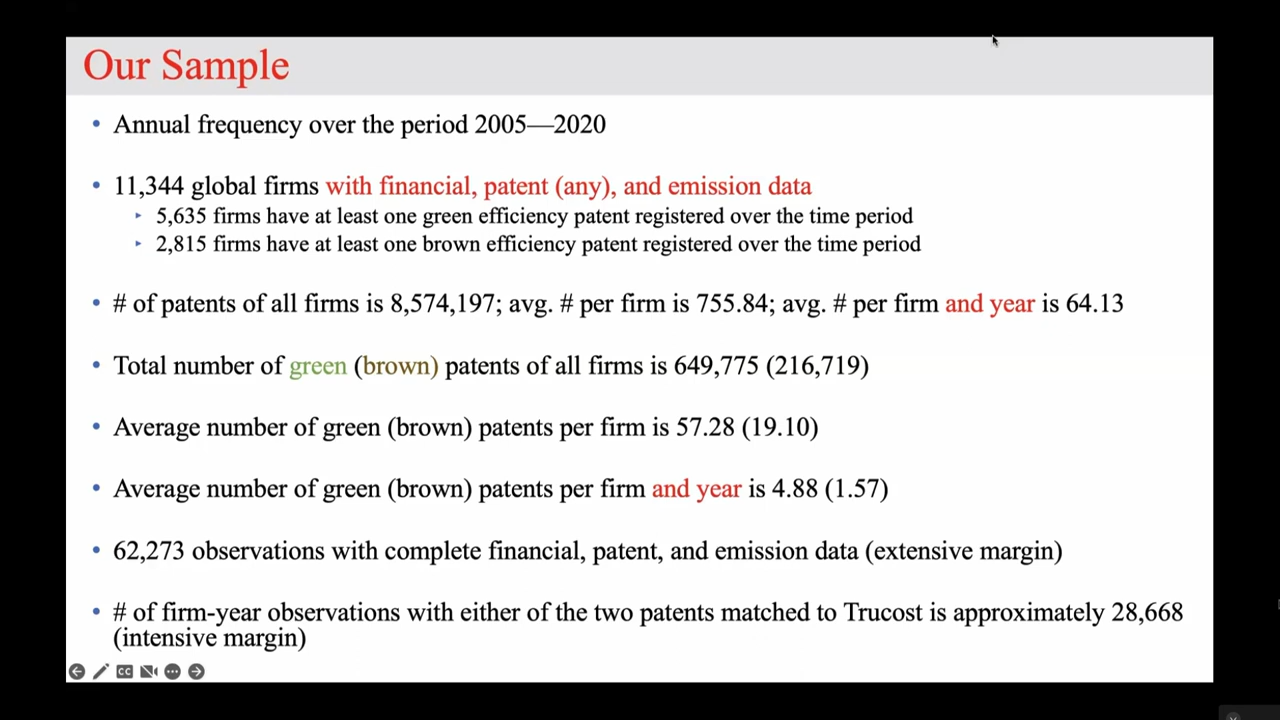 Our Sample
• Annual frequency over the period 2005—2020
• 11,344 global firms with financial, patent (any), and emission data
‣ 5,635 firms have at least one green efficiency patent registered over the time period
‣ 2,815 firms have at least one brown efficiency patent registered over the time period
• # of patents of all firms is 8,574,197; avg. # per firm is 755.84; avg. # per firm and year is 64.13
• Total number of green (brown) patents of all firms is 649,775 (216,719)
• Average number of green (brown) patents per firm is 57.28 (19.10)
• Average number of green (brown) patents per firm and year is 4.88 (1.57)
• 62,273 observations with complete financial, patent, and emission data (extensive margin)
• # of firm-year observations with either of the two patents matched to Trucost is approximately 28,668
(intensive margin)
CC